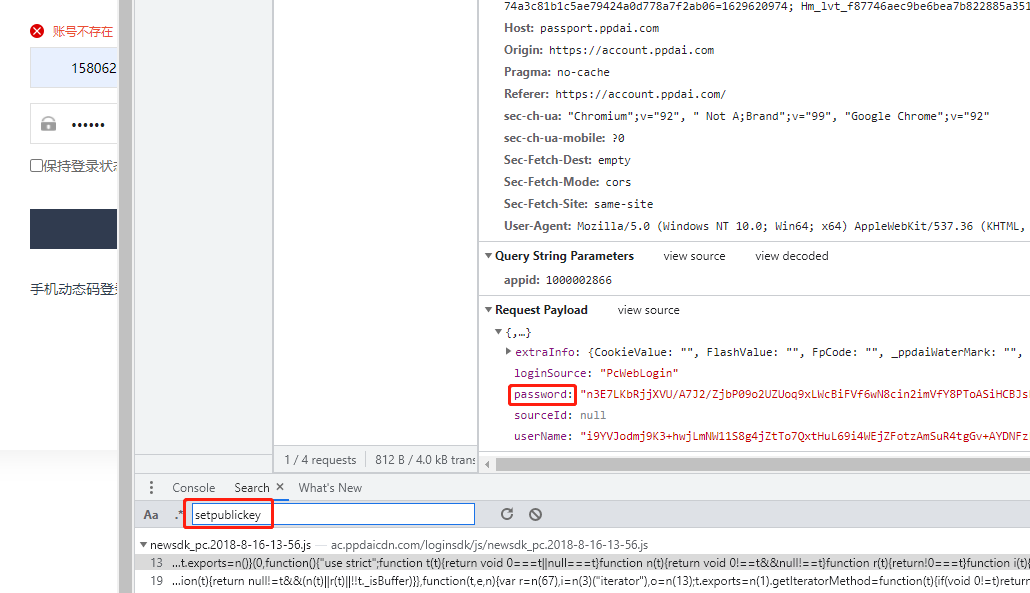 账号不存在
158062
••••••
保持登录状态
手机动态码登录
74a3c81b1c5ae79424a0d778a7f2ab06=1629620974; Hm_lvt_f87746aec9be6bea7b822885a351
Host: passport.ppdai.com
Origin: https://account.ppdai.com
Pragma: no-cache
Referer: https://account.ppdai.com/
sec-ch-ua: "Chromium";v="92", " Not A;Brand";v="99", "Google Chrome";v="92"
sec-ch-ua-mobile: ?0
Sec-Fetch-Dest: empty
Sec-Fetch-Mode: cors
Sec-Fetch-Site: same-site
User-Agent: Mozilla/5.0 (Windows NT 10.0; Win64; x64) AppleWebKit/537.36 (KHTML,
Query String Parameters view source view decoded
appid: 1000002866
Request Payload view source
{,…}
extraInfo: {CookieValue: "", FlashValue: "", FpCode: "", _ppdaiWaterMark: "",
loginSource: "PcWebLogin"
password: "n3E7LKbRjjXVU/A7J2/ZjbP09o2UZUoq9xLWcBiFVf6wN8cin2imVfY8PToASiHCBJs
sourceId: null
userName: "i9YVJodmj9K3+hwjLmNW11S8g4jZtTo7QxtHuL69i4WEjZFotzAmSuR4tgGv+AYDNFz
1 / 4 requests 812 B / 4.0 kB trans
Console Search × What's New
Aa .* setpublickey
newsdk_pc.2018-8-16-13-56.js — ac.ppdaicdn.com/loginsdk/js/newsdk_pc.2018-8-16-13-56.js
13 ...t.exports=n()}(0,function(){"use strict";function t(t){return void 0===t||null===t}function n(t){return void 0!==t&&null!==t}function r(t){return!0===t}function i(t){
19 ...ion(t){return null!=t&&(n(t)||r(t)||!!t._isBuffer)}},function(t,e,n){var r=n(67),i=n(3)("iterator"),o=n(13);t.exports=n(1).getIteratorMethod=function(t){if(void 0!=t)return